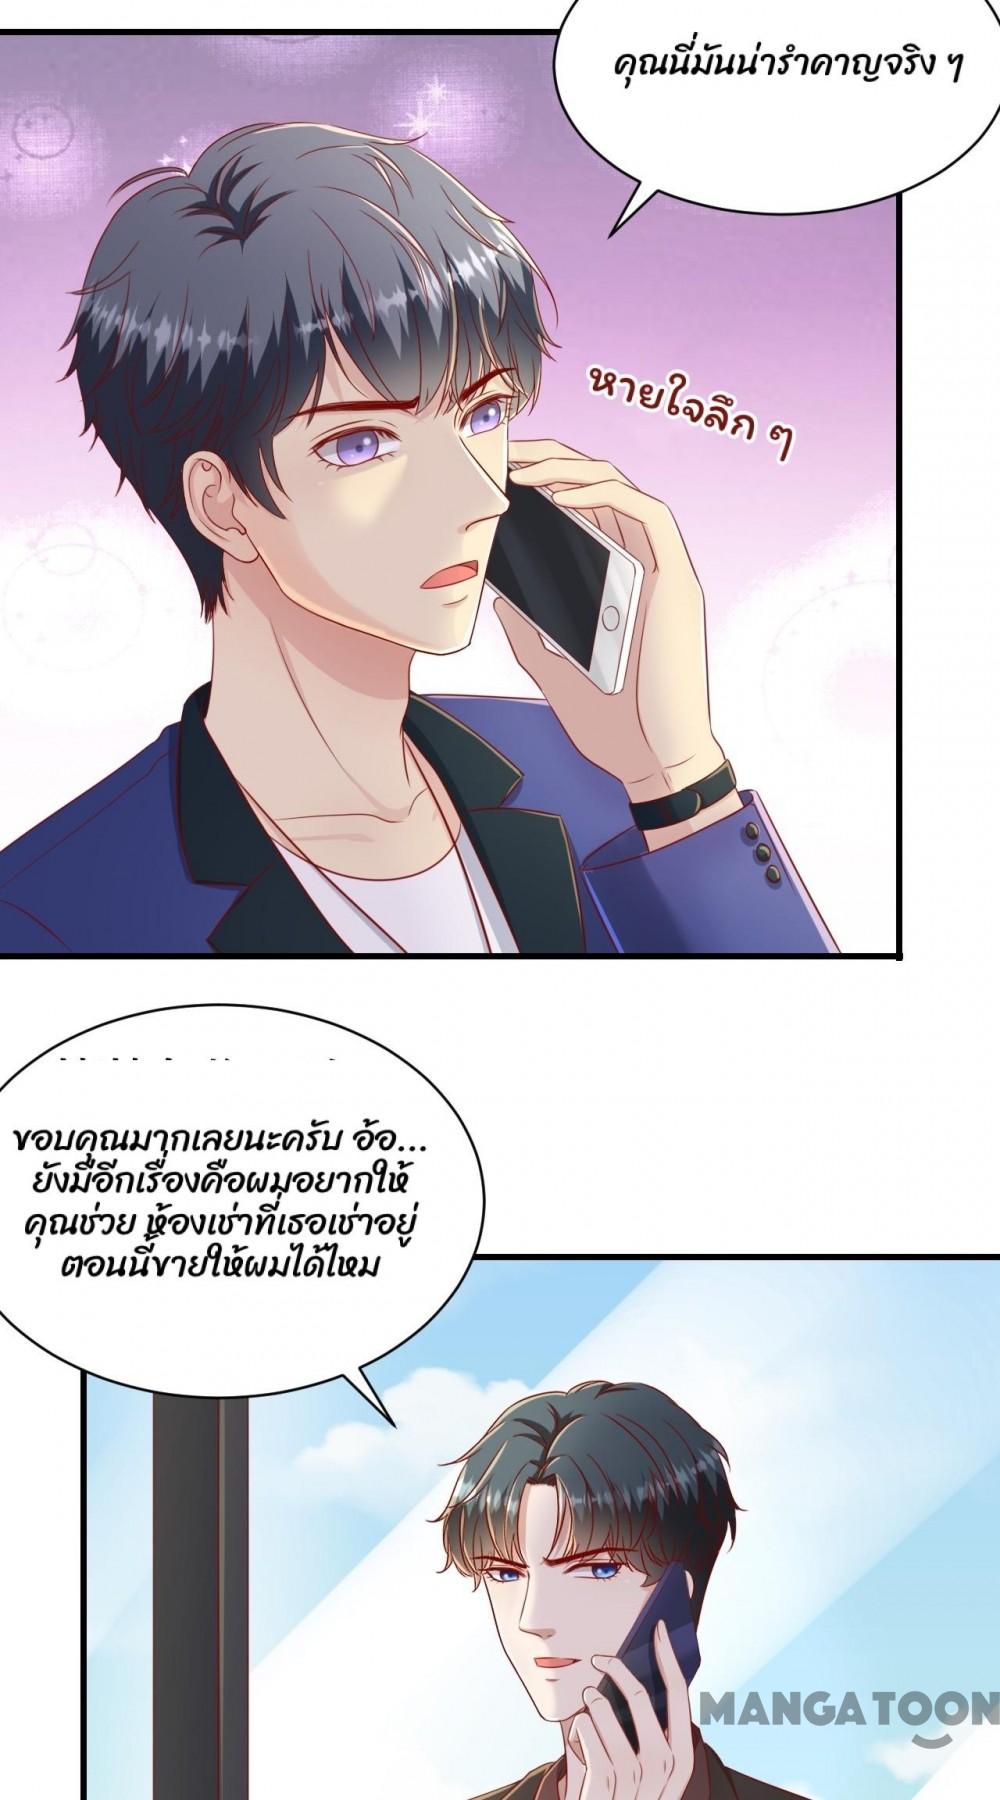 คุณนี่มันน่ารำคาญจริง ๆ
หายใจลึก ๆ
ขอบคุณมากเลยนะครับ อ้อ...
ยังมีอีกเรื่องคือผมอยากให้
คุณช่วย ห้องเช่าที่เธอเช่าอยู่
ตอนนี้ขายให้ผมได้ไหม
MANGATOON